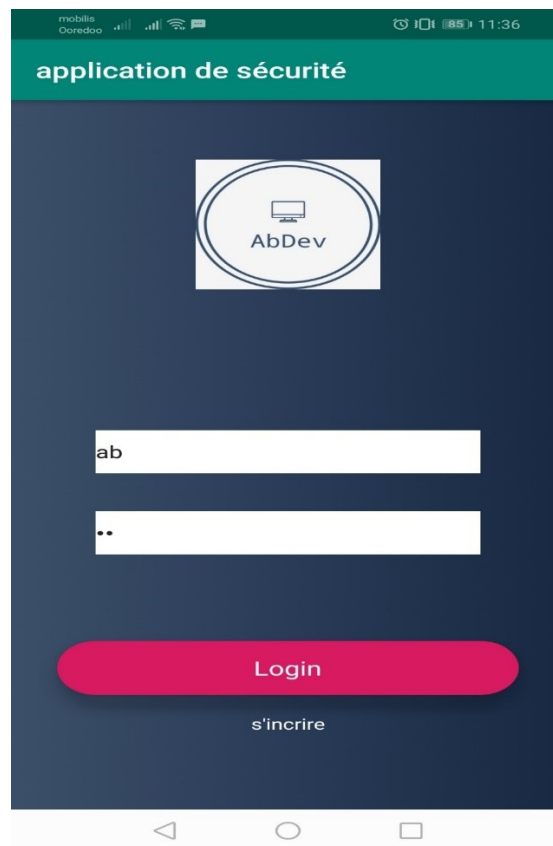 mobilis
Ooredoo
85 11:36
application de sécurité
AbDev
ab
••
Login
s'incrire